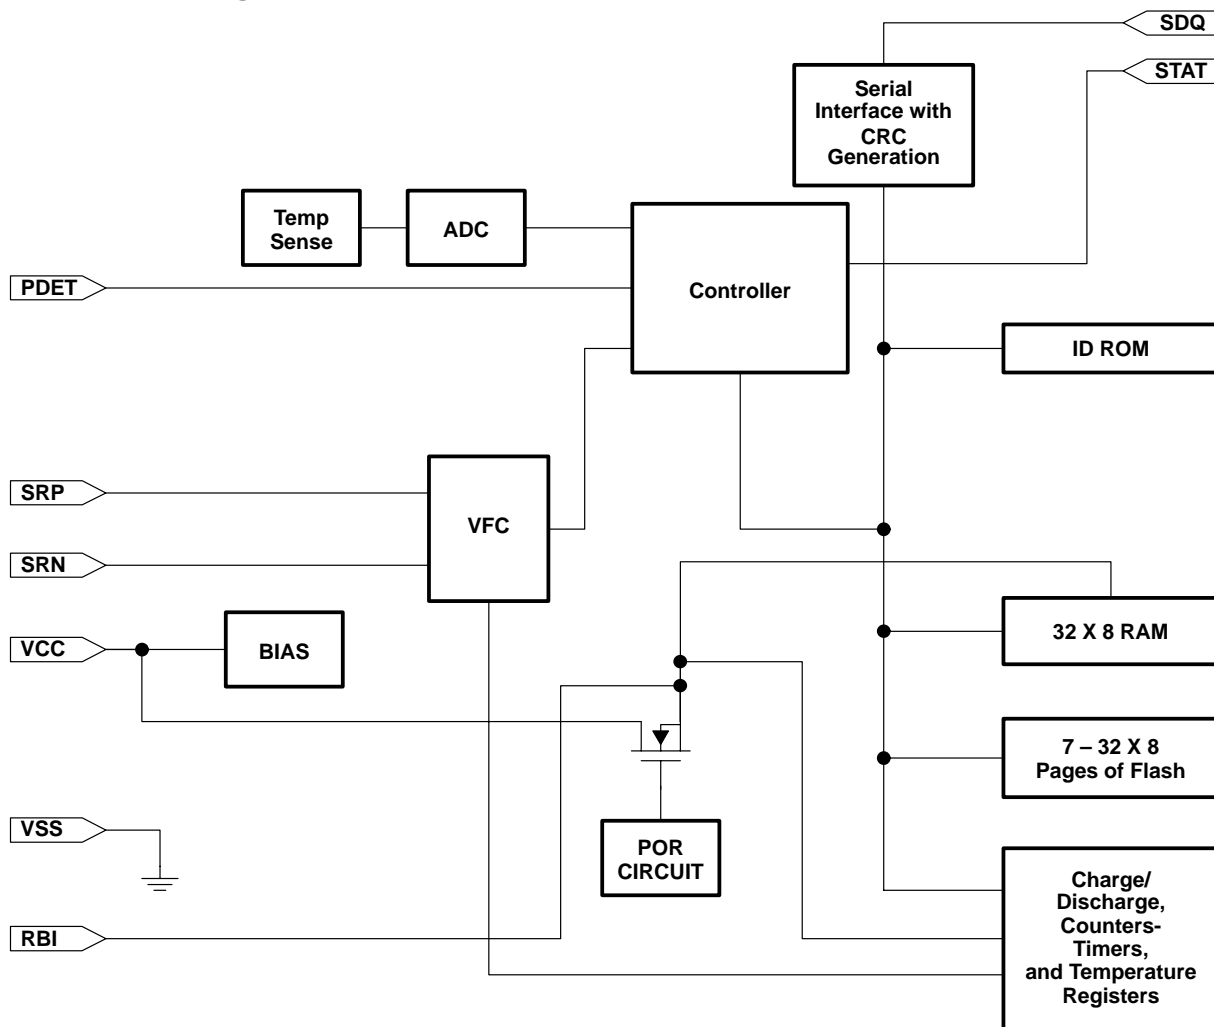 SDQ
STAT
Serial
Interface with
CRC
Generation
Temp
Sense
ADC
PDET
Controller
ID ROM
SRP
VFC
SRN
VCC
BIAS
32 X 8 RAM
7 – 32 X 8
Pages of Flash
VSS
POR
CIRCUIT
Charge/
Discharge,
Counters-
Timers,
and Temperature
Registers
RBI